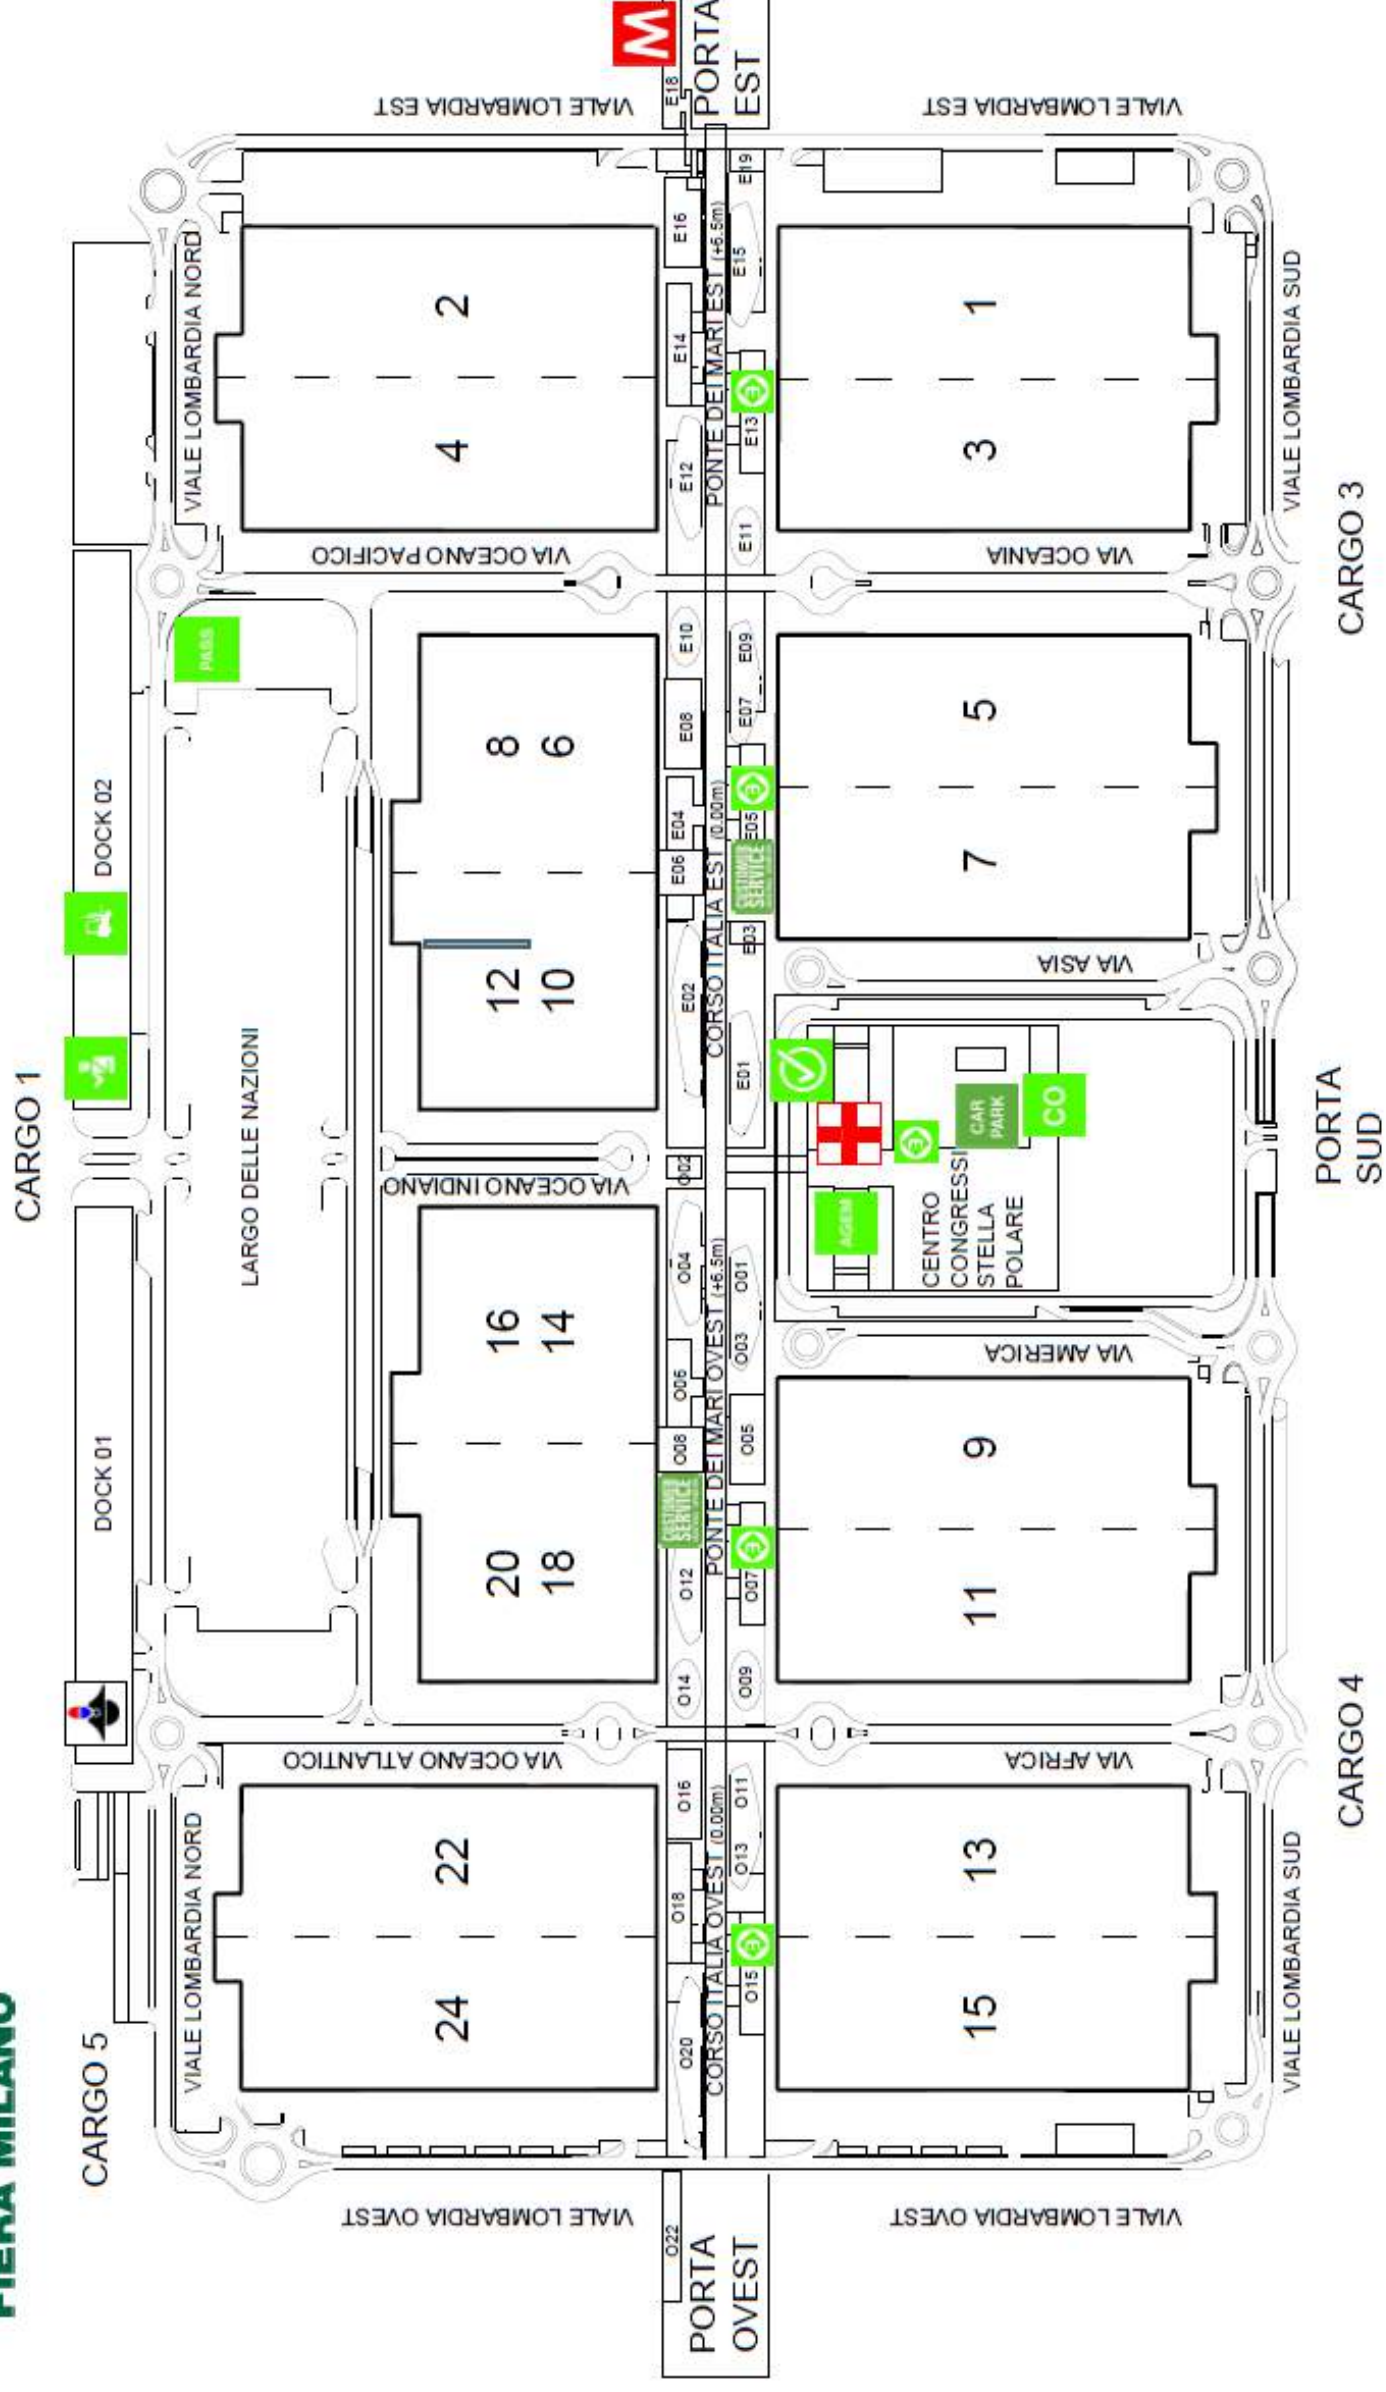 FIERA MILANO
CARGO 5
CARGO 1
DOCK 01
DOCK 02
VIALE LOMBARDIA NORD
LARGO DELLE NAZIONI
PASS
VIALE LOMBARDIA NORD
VIALE LOMBARDIA OVEST
24
22
VIA OCEANO ATLANTICO
20
16
18
14
VIA OCEANO INDIANO
12
8
10
6
VIA OCEANO PACIFICO
4
2
VIALE LOMBARDIA EST
M
O22
O20
O18
O16
O14
O12
CUSTOMER
SERVICE
O08
O06
O04
O02
E02
E06
E04
E08
E10
E12
E14
E16
E18
PORTA
OVEST
CORSO ITALIA OVEST (0.00m)
PONTE DEI MARI OVEST (+6.5m)
CORSO ITALIA EST (0.00m)
PONTE DEI MARI EST (+6.5m)
PORTA
EST
O15
O13
O11
O09
O07
O05
O03
O01
E01
E03
CUSTOMER
SERVICE
E05
E07
E09
E11
E13
E15
E19
VIALE LOMBARDIA OVEST
15
13
VIA AFRICA
11
9
VIA AMERICA
AGEM
CENTRO
CONGRESSI
STELLA
POLARE
CAR
PARK
CO
VIA ASIA
7
5
VIA OCEANIA
3
1
VIALE LOMBARDIA EST
VIALE LOMBARDIA SUD
VIALE LOMBARDIA SUD
CARGO 4
PORTA
SUD
CARGO 3